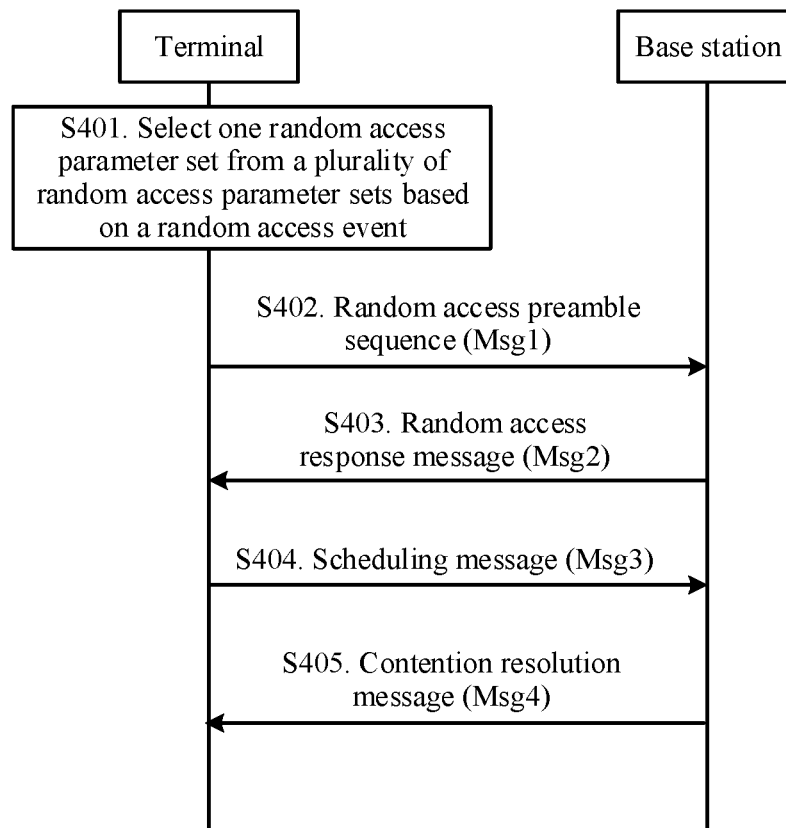 Terminal
Base station
S401. Select one random access
parameter set from a plurality of
random access parameter sets based
on a random access event
S402. Random access preamble
sequence (Msg1)
S403. Random access
response message (Msg2)
S404. Scheduling message (Msg3)
S405. Contention resolution
message (Msg4)